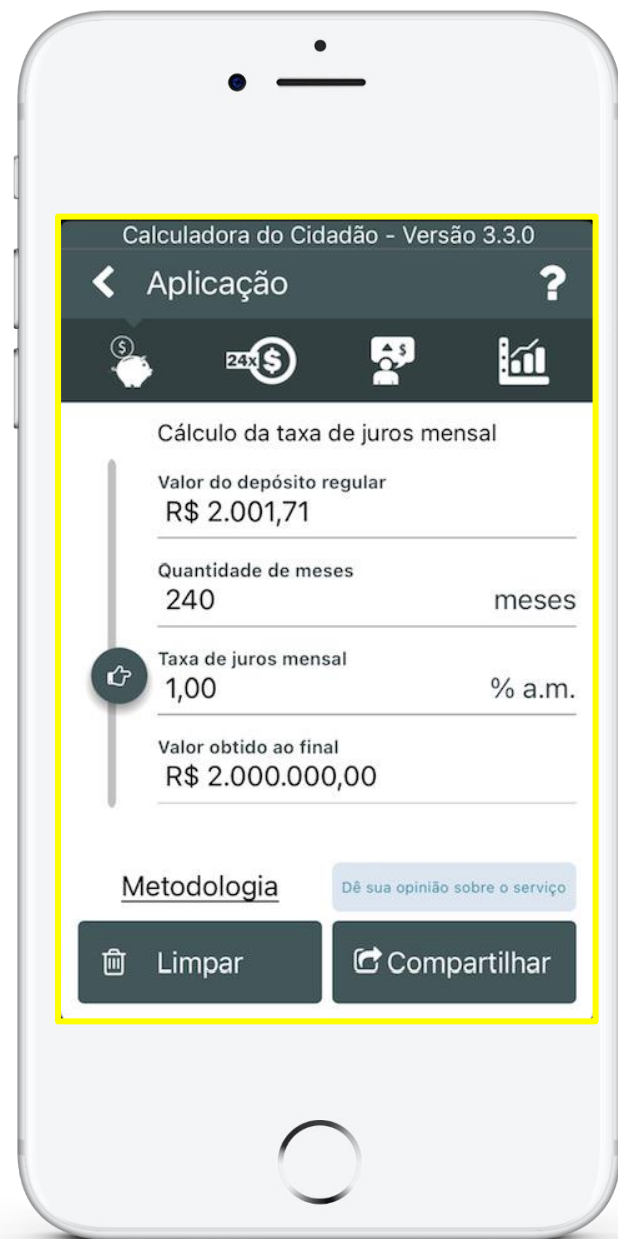 Calculadora do Cidadão - Versão 3.3.0
Aplicação ?
$ 24x $ $
Cálculo da taxa de juros mensal
Valor do depósito regular
R$ 2.001,71
Quantidade de meses
240 meses
Taxa de juros mensal
1,00 % a.m.
Valor obtido ao final
R$ 2.000.000,00
Metodologia Dê sua opinião sobre o serviço
Limpar Compartilhar